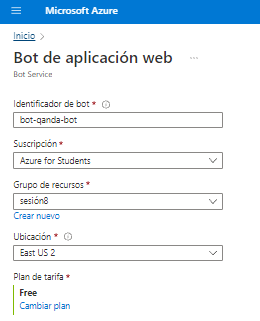 Microsoft Azure
Inicio >
Bot de aplicación web ...
Bot Service
Identificador de bot *
bot-qanda-bot
Suscripción *
Azure for Students
Grupo de recursos *
sesión8
Crear nuevo
Ubicación *
East US 2
Plan de tarifa *
Free
Cambiar plan